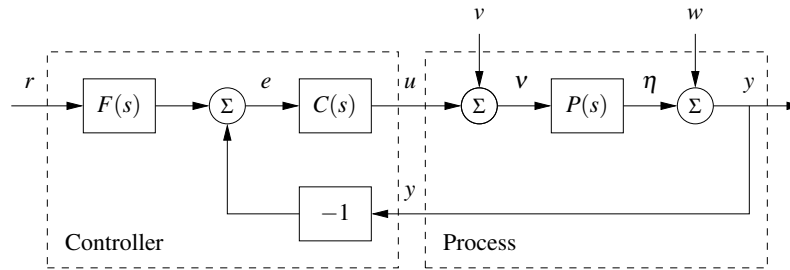 v w
r F(s) Σ e C(s) u Σ ν P(s) η Σ y
−1 y
Controller Process